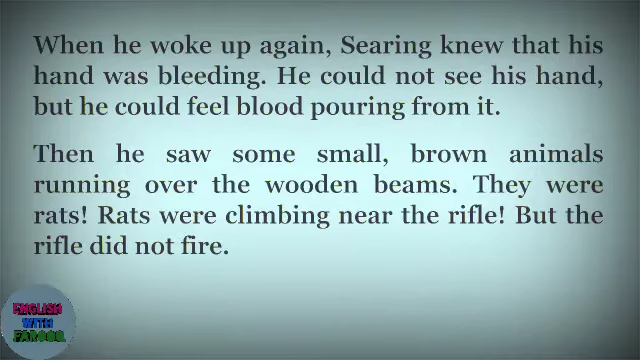 When he woke up again, Searing knew that his
hand was bleeding. He could not see his hand,
but he could feel blood pouring from it.
Then he saw some small, brown animals
running over the wooden beams. They were
rats! Rats were climbing near the rifle! But the
rifle did not fire.
ENGLISH
WITH
FAROOQ